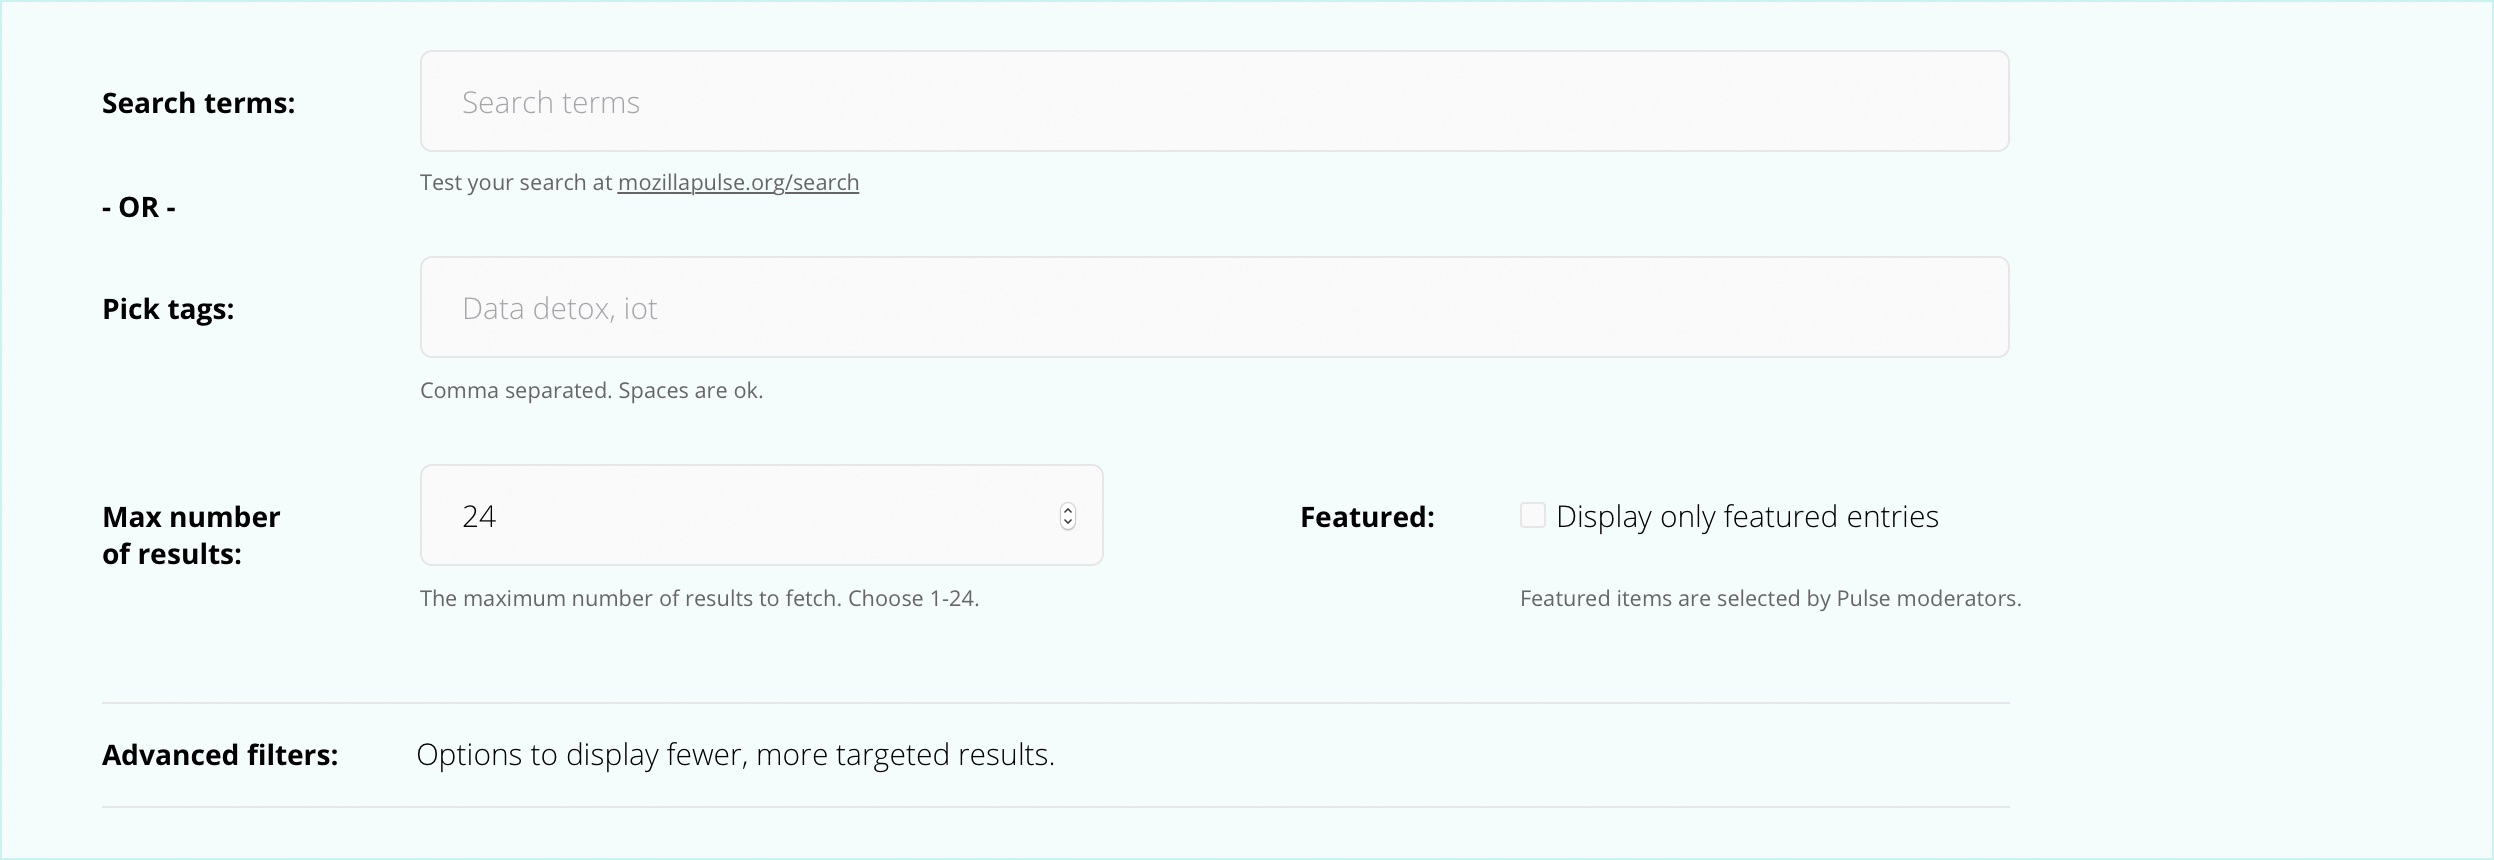 Search terms:
Search terms
Test your search at mozillapulse.org/search
- OR -
Pick tags:
Data detox, iot
Comma separated. Spaces are ok.
Max number
of results:
24
The maximum number of results to fetch. Choose 1-24.
Featured:
Display only featured entries
Featured items are selected by Pulse moderators.
Advanced filters:
Options to display fewer, more targeted results.